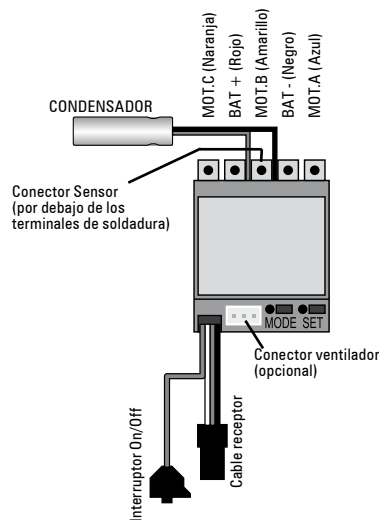 MOT.C (Naranja)
BAT + (Rojo)
MOT.B (Amarillo)
BAT - (Negro)
MOT.A (Azul)
CONDENSADOR
Conector Sensor
(por debajo de los
terminales de soldadura)
MODE SET
Conector ventilador
(opcional)
Interruptor On/Off
Cable receptor